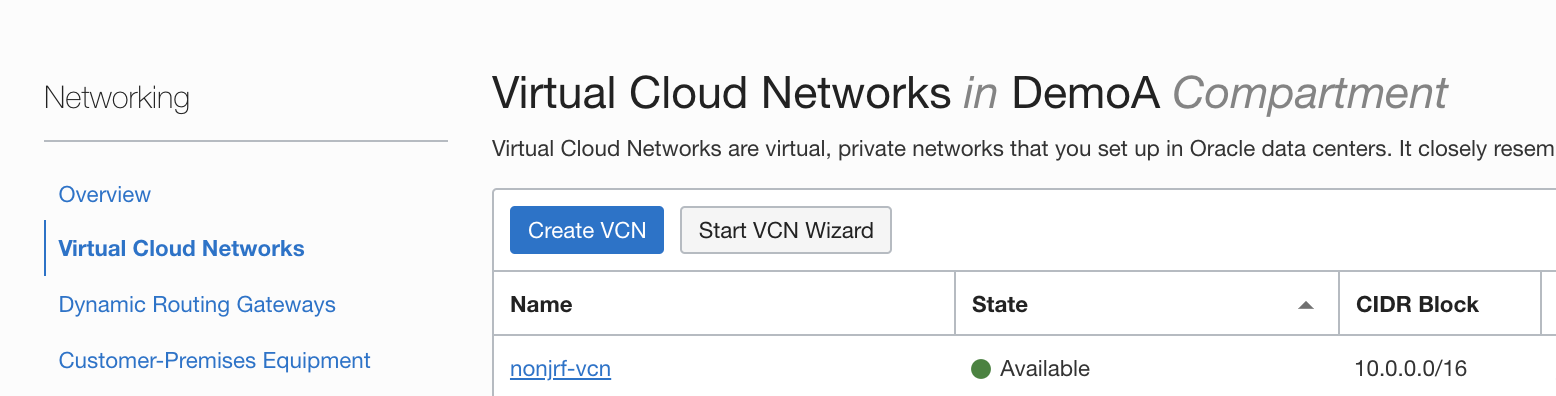 Networking
Overview
Virtual Cloud Networks
Dynamic Routing Gateways
Customer-Premises Equipment
Virtual Cloud Networks in DemoA Compartment
Virtual Cloud Networks are virtual, private networks that you set up in Oracle data centers. It closely
Create VCN Start VCN Wizard
Name State CIDR Block
nonjrf-vcn Available 10.0.0.0/16